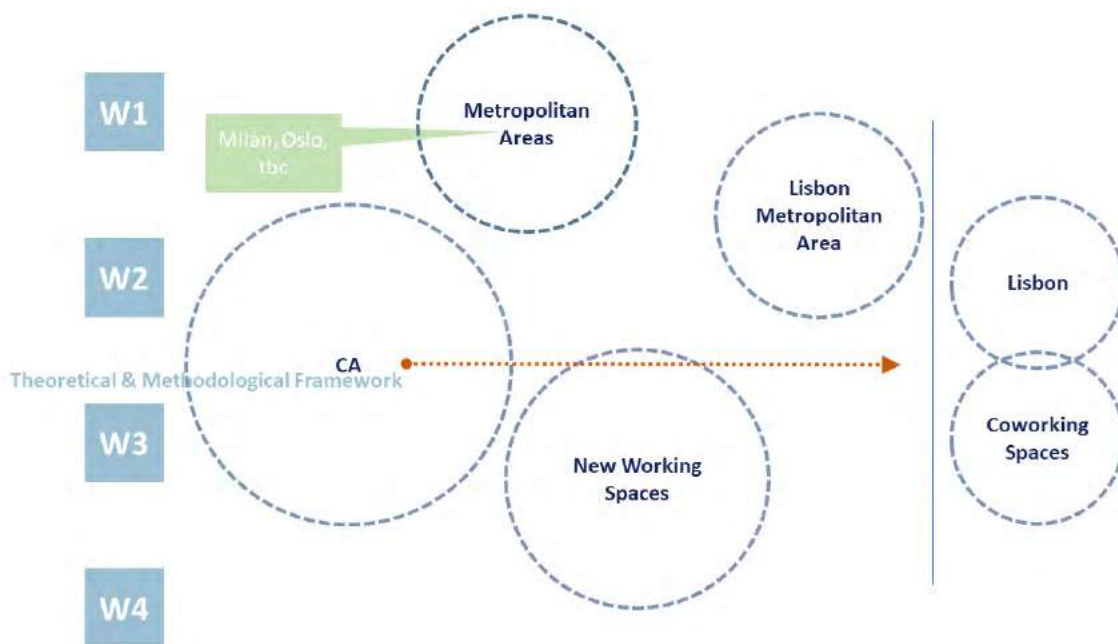 W1
Metropolitan
Areas
Milan, Oslo,
tbc
Lisbon
Metropolitan
Area
W2
Lisbon
CA
Theoretical & Methodological Framework
W3
New Working
Spaces
Coworking
Spaces
W4